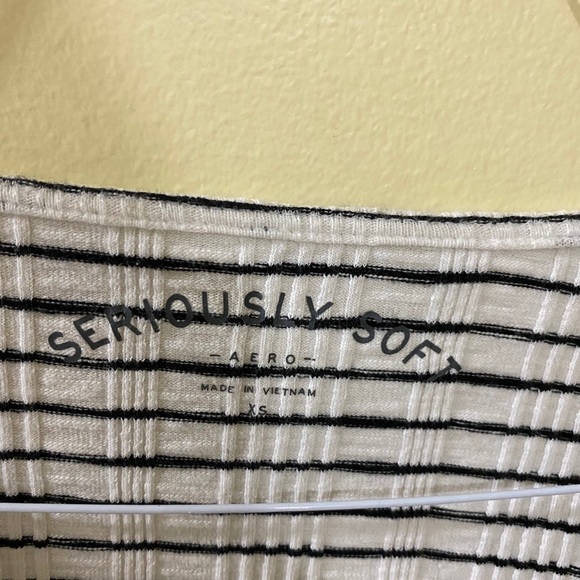 SERIOUSLY SOFT
— AERO —
MADE IN VIETNAM
XS